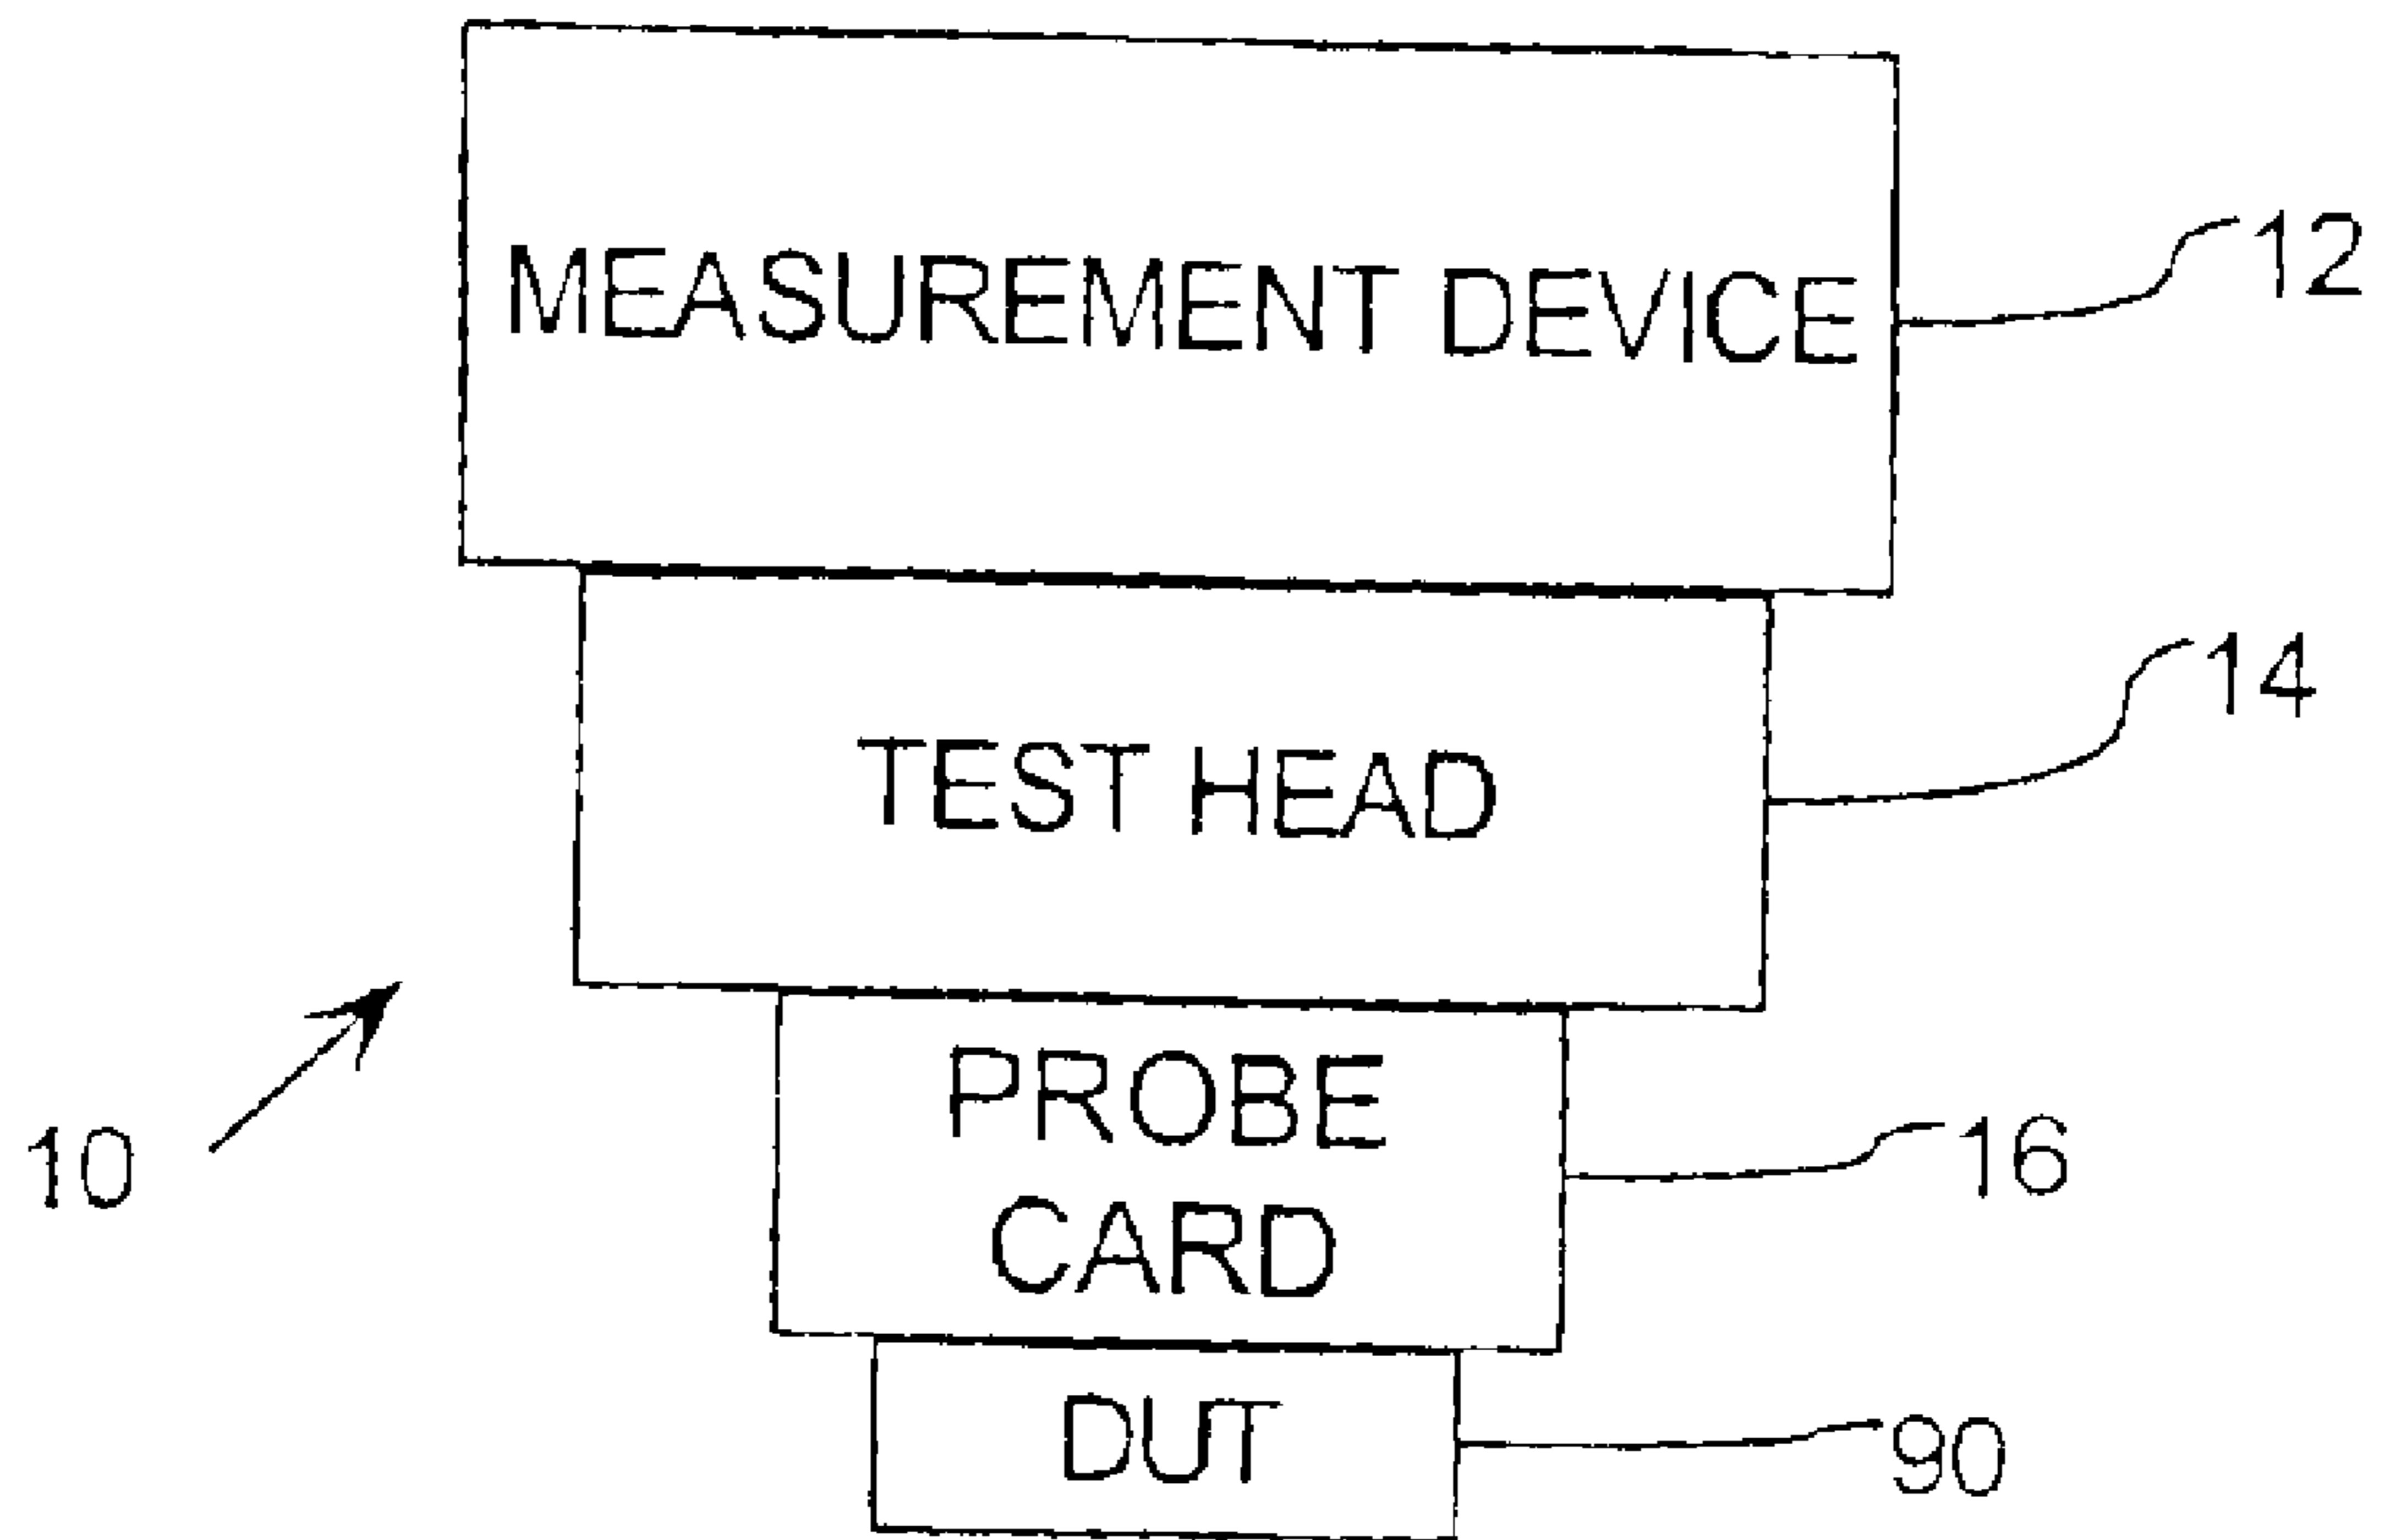 MEASUREMENT DEVICE
12
TEST HEAD
14
PROBE
CARD
16
10
DUT
90